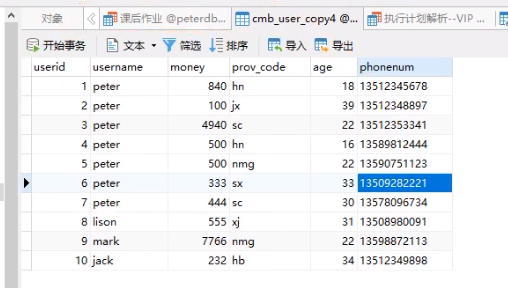 对象 课后作业 @peterdb... cmb_user_copy4 @... 执行计划解析--VIP ...
开始事务 文本 筛选 排序 导入 导出
userid username money prov_code age phonenum
1 peter 840 hn 18 13512345678
2 peter 100 jx 39 13512348897
3 peter 4940 sc 22 13512353341
4 peter 500 hn 16 13589812444
5 peter 500 nmg 22 13590751123
6 peter 333 sx 33 13509282221
7 peter 444 sc 30 13578096734
8 lison 555 xj 31 13508980091
9 mark 7766 nmg 22 13598872113
10 jack 232 hb 34 13512349898